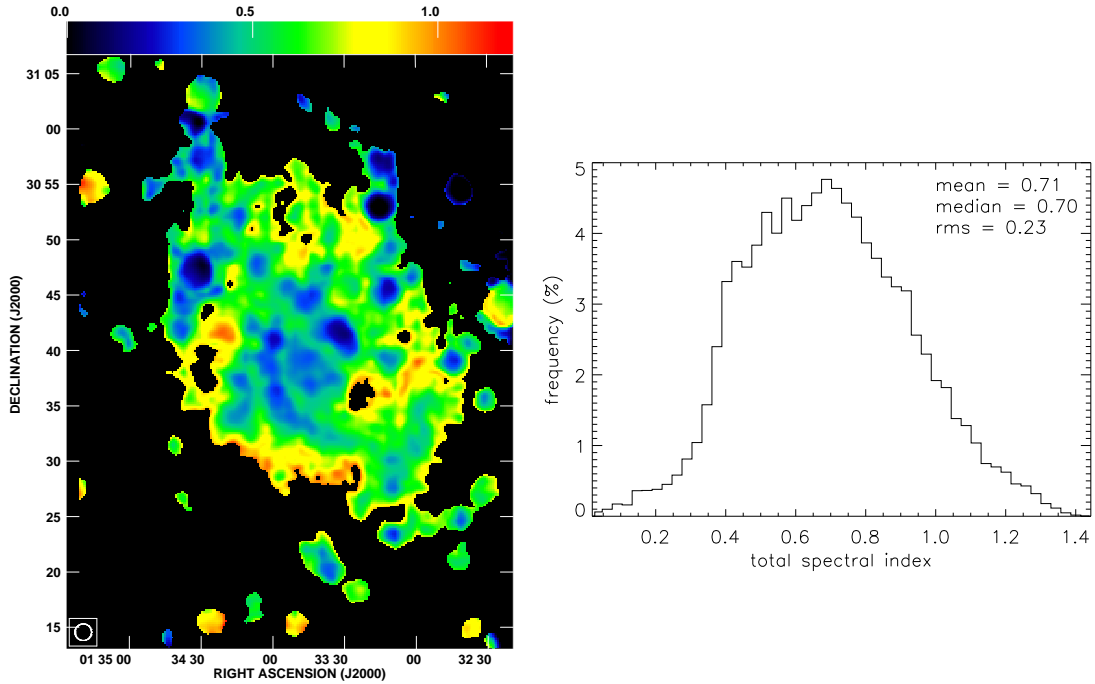 0.0 0.5 1.0
31 05
00
30 55
50
45
40
35
30
25
20
15
DECLINATION (J2000)
01 35 00 34 30 00 33 30 00 32 30
RIGHT ASCENSION (J2000)
mean = 0.71
median = 0.70
rms = 0.23
5
4
3
2
1
0
frequency (%)
0.2 0.4 0.6 0.8 1.0 1.2 1.4
total spectral index